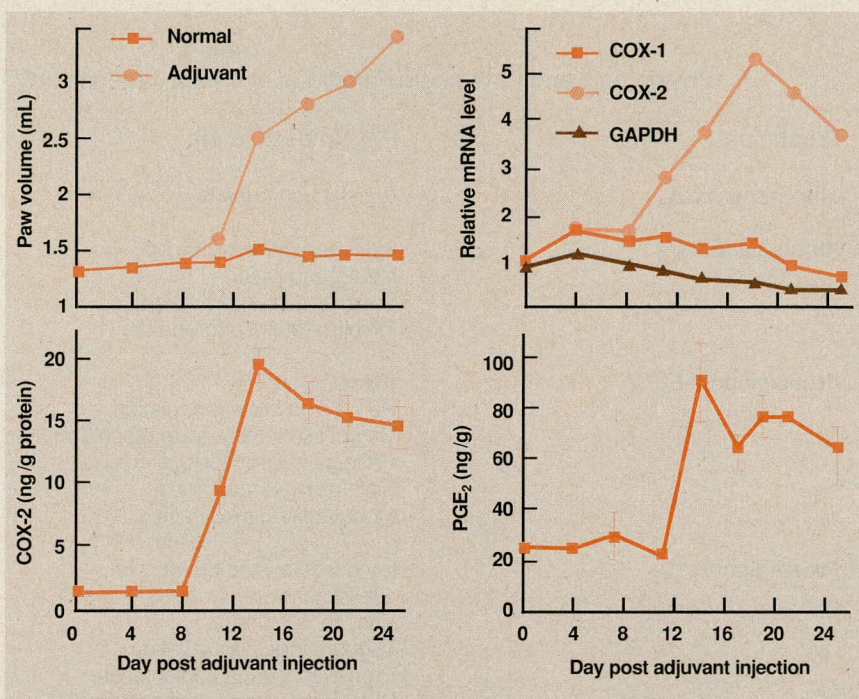 Normal
Adjuvant
Paw volume (mL)
3
2.5
2
1.5
1
COX-1
COX-2
GAPDH
Relative mRNA level
5
4
3
2
1
COX-2 (ng /g protein)
20
15
10
5
0
0 4 8 12 16 20 24
Day post adjuvant injection
PGE₂ (ng /g)
100
80
60
40
20
0
0 4 8 12 16 20 24
Day post adjuvant injection